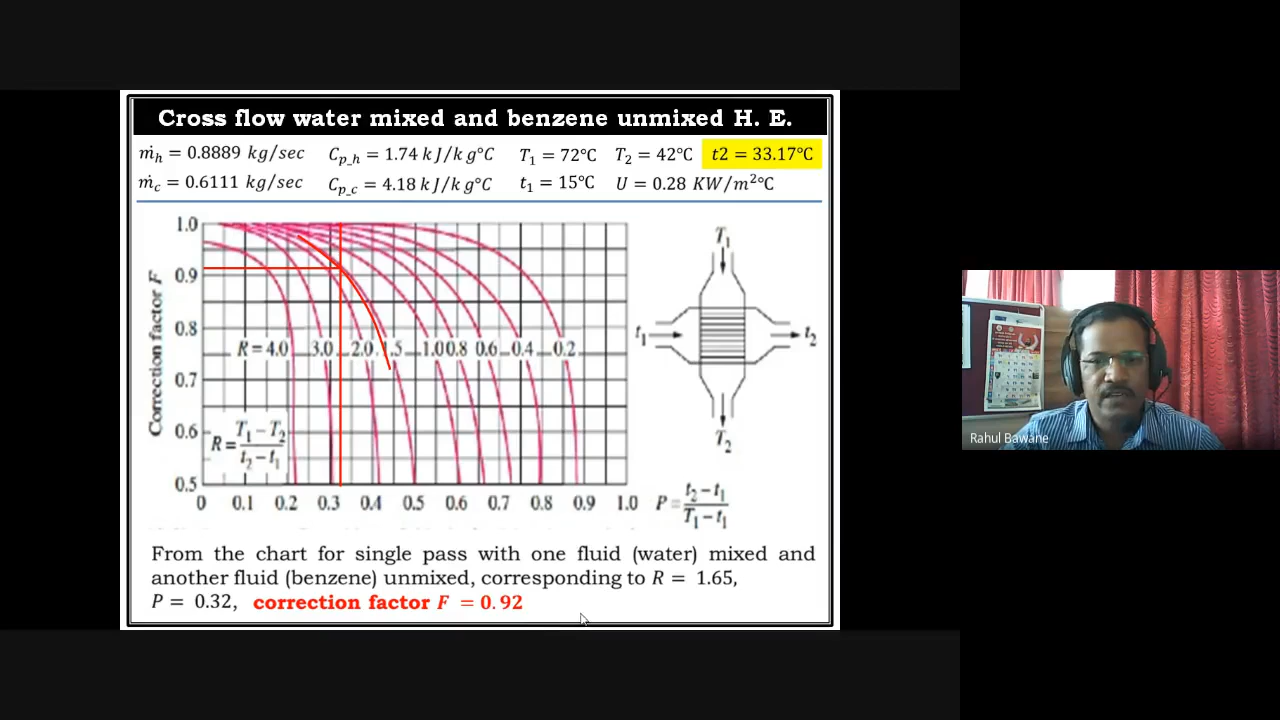 Cross flow water mixed and benzene unmixed H. E.
ṁh = 0.8889 kg/sec Cp_h = 1.74 kJ/kg°C T1 = 72°C T2 = 42°C t2 = 33.17°C
ṁc = 0.6111 kg/sec Cp_c = 4.18 kJ/kg°C t1 = 15°C U = 0.28 KW/m²°C
Correction factor F
1.0
0.9
0.8
0.7
0.6
0.5
R = 4.0 3.0 2.0 1.5 1.0 0.8 0.6 0.4 0.2
R = T1 − T2 / t2 − t1
0 0.1 0.2 0.3 0.4 0.5 0.6 0.7 0.8 0.9 1.0
P = t2 − t1 / T1 − t1
T1
t1
t2
T2
From the chart for single pass with one fluid (water) mixed and
another fluid (benzene) unmixed, corresponding to R = 1.65,
P = 0.32, correction factor F = 0.92
Rahul Bawane